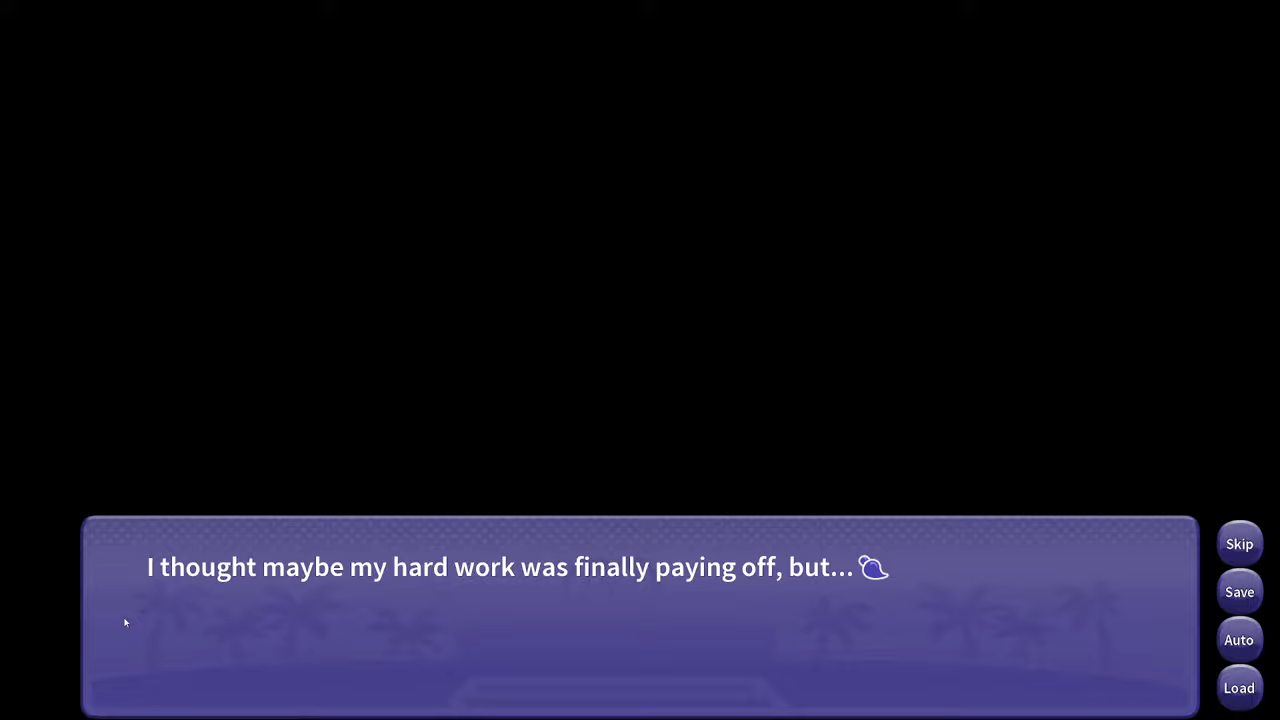 I thought maybe my hard work was finally paying off, but...
Skip
Save
Auto
Load